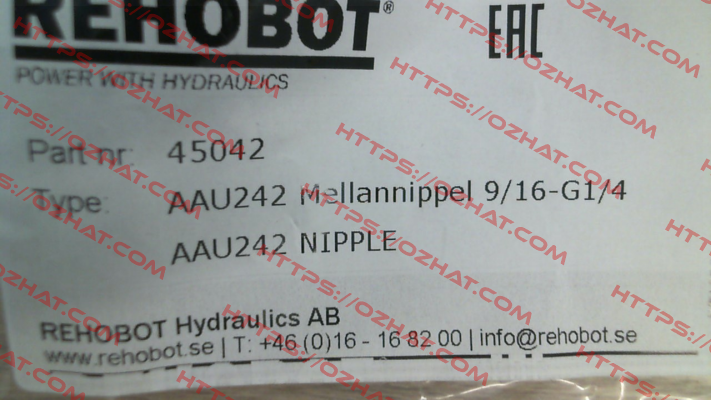 REHOBOT® EAC
POWER WITH HYDRAULICS
Part nr: 45042
Type: AAU242 Mellannippel 9/16-G1/4
AAU242 NIPPLE
REHOBOT Hydraulics AB
www.rehobot.se | T: +46 (0)16 - 16 82 00 | info@rehobot.se
HTTPS://OZHAT.COM